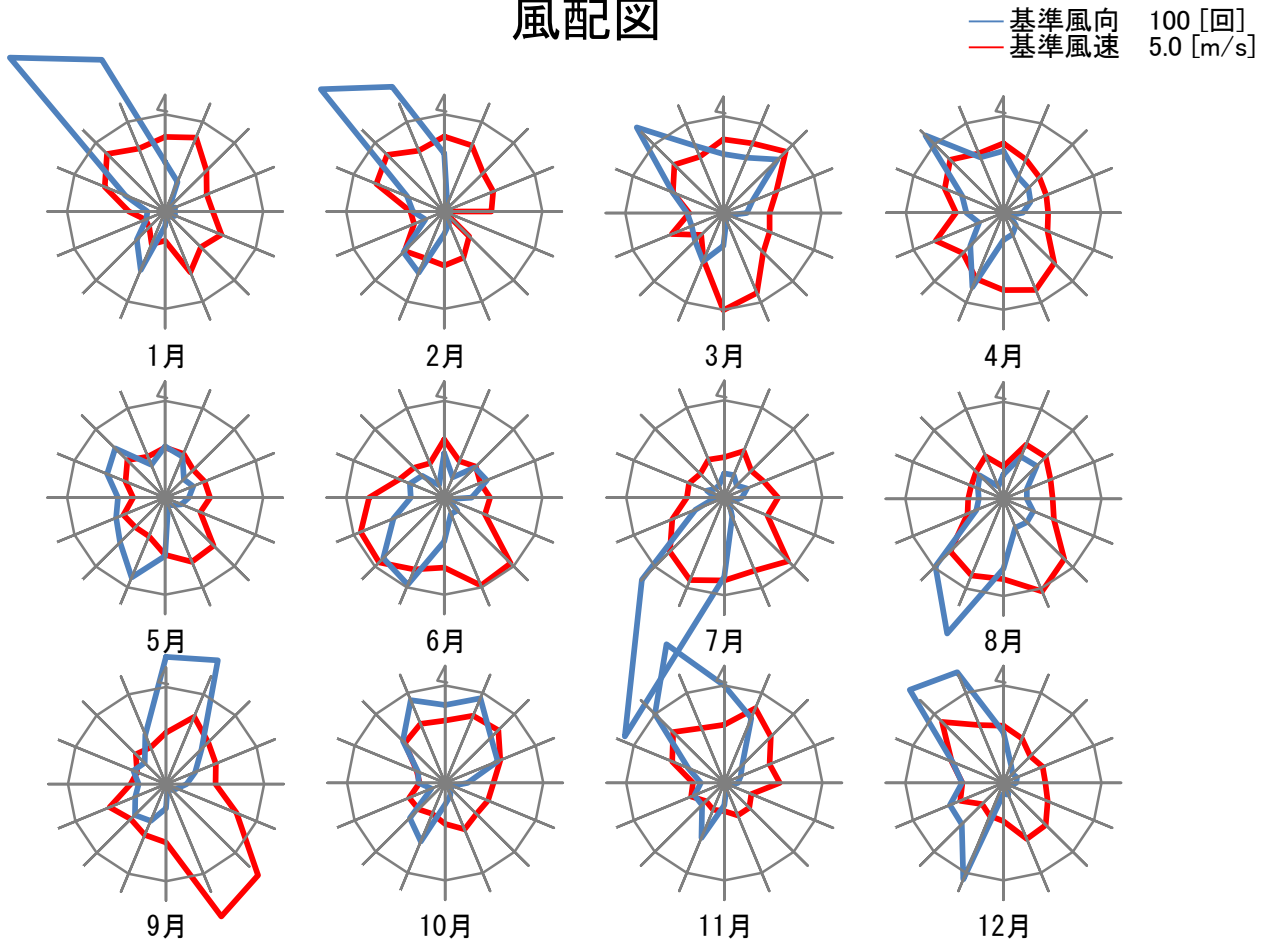 風配図
基準風向 100 [回]
基準風速 5.0 [m/s]
1月
2月
3月
4月
5月
6月
7月
8月
9月
10月
11月
12月